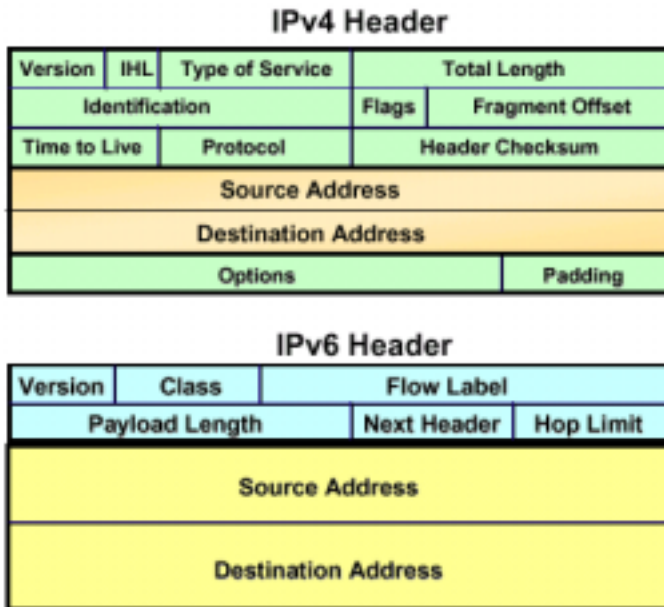 IPv4 Header
Version IHL Type of Service Total Length
Identification Flags Fragment Offset
Time to Live Protocol Header Checksum
Source Address
Destination Address
Options Padding
IPv6 Header
Version Class Flow Label
Payload Length Next Header Hop Limit
Source Address
Destination Address